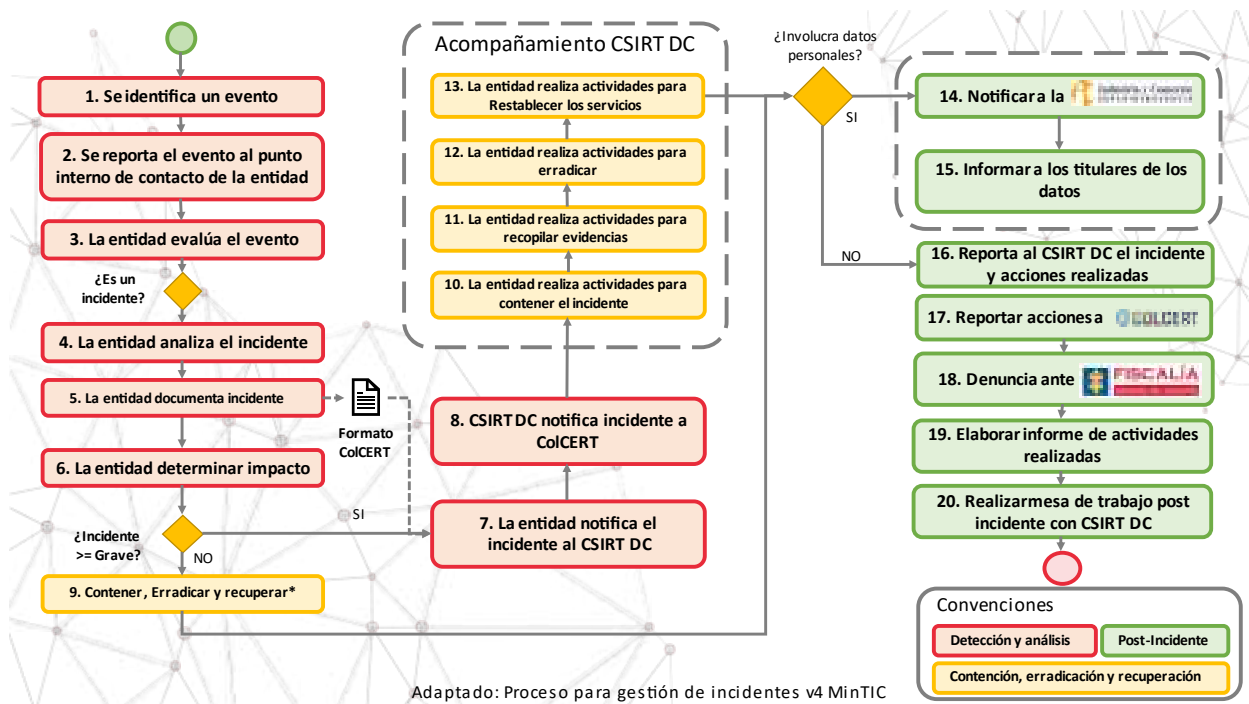 1. Se identifica un evento
2. Se reporta el evento al punto
interno de contacto de la entidad
3. La entidad evalúa el evento
¿Es un
incidente?
4. La entidad analiza el incidente
5. La entidad documenta incidente
Formato
ColCERT
6. La entidad determinar impacto
¿Incidente
>= Grave?
SI
NO
9. Contener, Erradicar y recuperar*
7. La entidad notifica el
incidente al CSIRT DC
8. CSIRT DC notifica incidente a
ColCERT
Acompañamiento CSIRT DC
13. La entidad realiza actividades para
Restablecer los servicios
12. La entidad realiza actividades para
erradicar
11. La entidad realiza actividades para
recopilar evidencias
10. La entidad realiza actividades para
contener el incidente
¿Involucra datos
personales?
SI
NO
14. Notificar a la
15. Informar a los titulares de los
datos
16. Reporta al CSIRT DC el incidente
y acciones realizadas
17. Reportar acciones a COLCERT
18. Denuncia ante FISCALÍA
19. Elaborar informe de actividades
realizadas
20. Realizar mesa de trabajo post
incidente con CSIRT DC
Convenciones
Detección y análisis
Post-Incidente
Contención, erradicación y recuperación
Adaptado: Proceso para gestión de incidentes v4 MinTIC